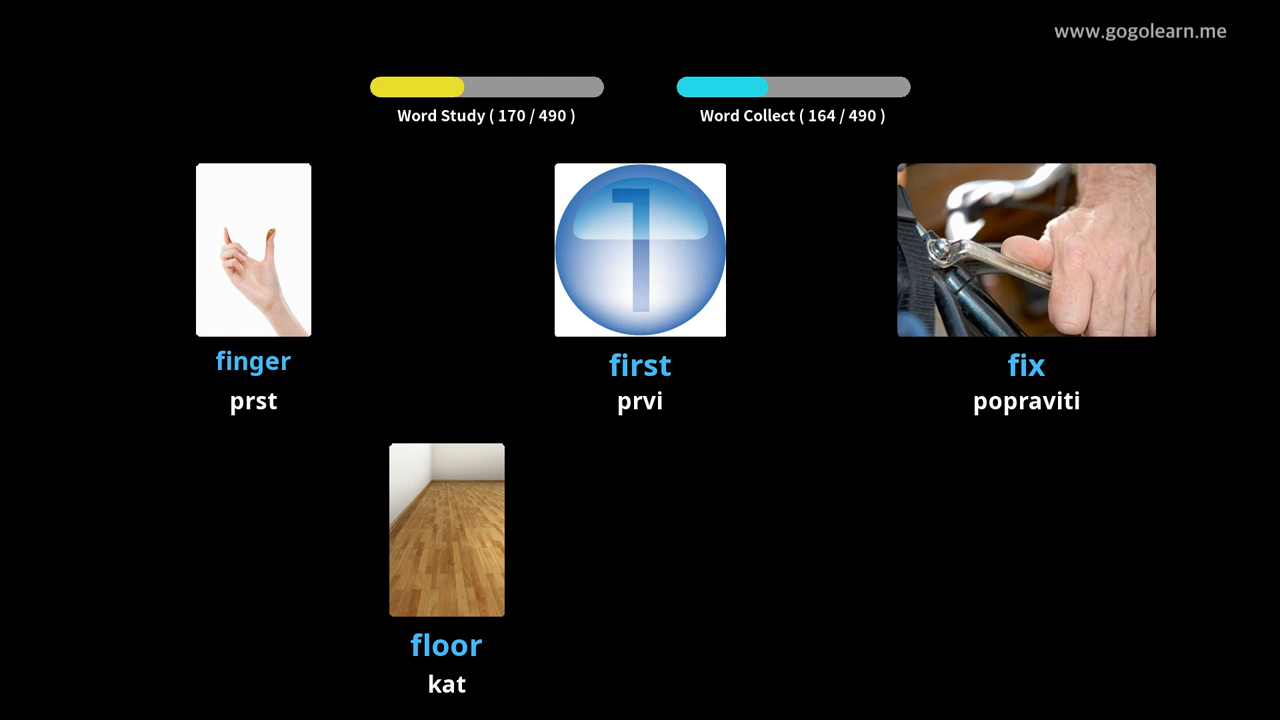 www.gogolearn.me
Word Study ( 170 / 490 )
Word Collect ( 164 / 490 )
1
finger
prst
first
prvi
fix
popraviti
floor
kat